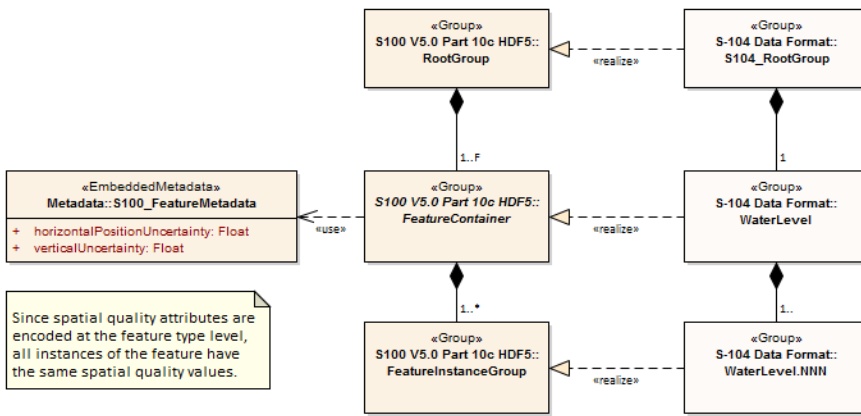 «Group»
S100 V5.0 Part 10c HDF5::
RootGroup
«realize»
«Group»
S-104 Data Format::
S104_RootGroup
1..F
1
«EmbeddedMetadata»
Metadata::S100_FeatureMetadata
+ horizontalPositionUncertainty: Float
+ verticalUncertainty: Float
«use»
«Group»
S100 V5.0 Part 10c HDF5::
FeatureContainer
«realize»
«Group»
S-104 Data Format::
WaterLevel
Since spatial quality attributes are
encoded at the feature type level,
all instances of the feature have
the same spatial quality values.
1..*
1..
«Group»
S100 V5.0 Part 10c HDF5::
FeatureInstanceGroup
«realize»
«Group»
S-104 Data Format::
WaterLevel.NNN